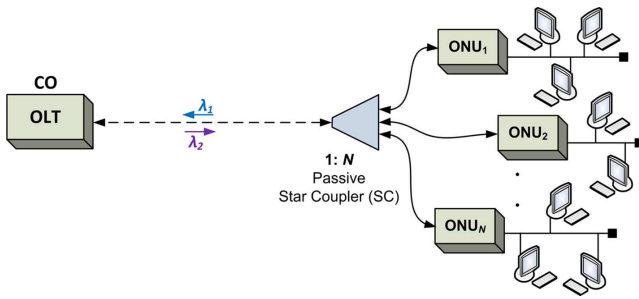 CO
OLT
λ1
λ2
1: N
Passive
Star Coupler (SC)
ONU1
ONU2
ONUN